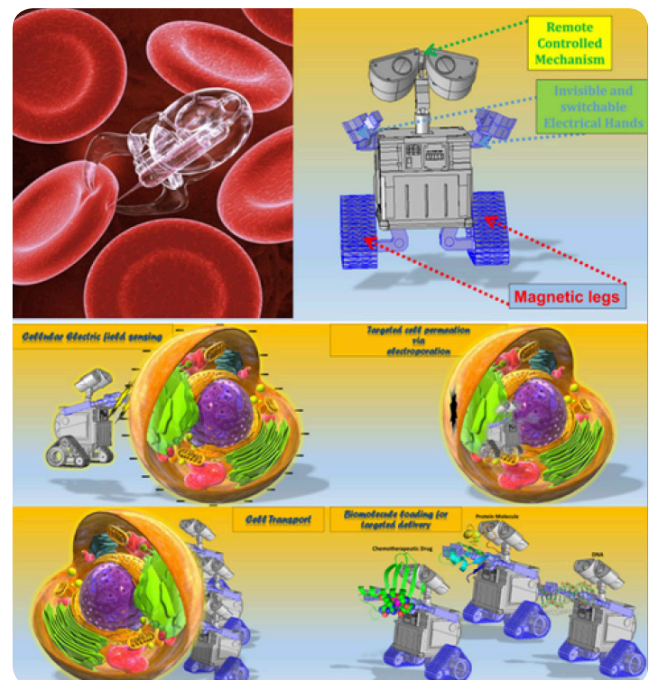 Remote
Controlled
Mechanism
Invisible and
switchable
Electrical Hands
Magnetic legs
Cellular Electric field sensing
Targeted cell permeation
via
electroporation
Cell Transport
Biomolecule loading for
targeted delivery
Protein Molecule
Chemotherapeutic Drug
DNA